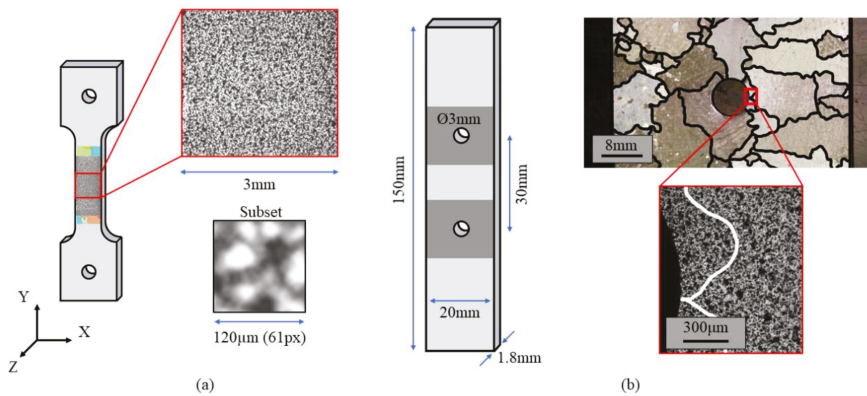 3mm
Subset
120µm (61px)
Y
X
Z
(a)
150mm
Ø3mm
30mm
20mm
1.8mm
8mm
300µm
(b)